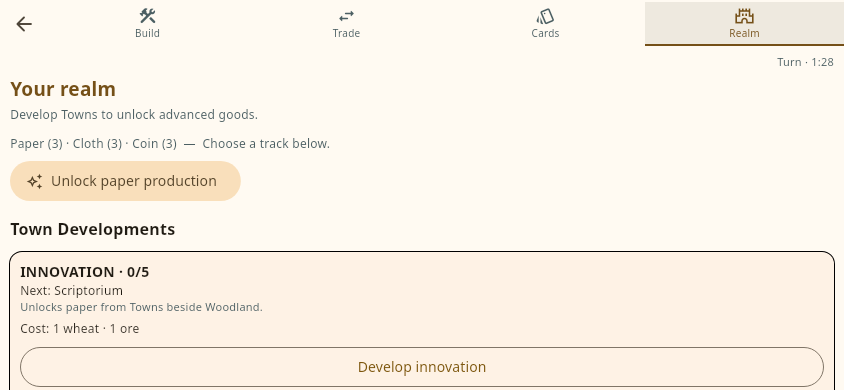 Build
Trade
Cards
Realm
Turn · 1:28
Your realm
Develop Towns to unlock advanced goods.
Paper (3) · Cloth (3) · Coin (3) — Choose a track below.
Unlock paper production
Town Developments
INNOVATION · 0/5
Next: Scriptorium
Unlocks paper from Towns beside Woodland.
Cost: 1 wheat · 1 ore
Develop innovation